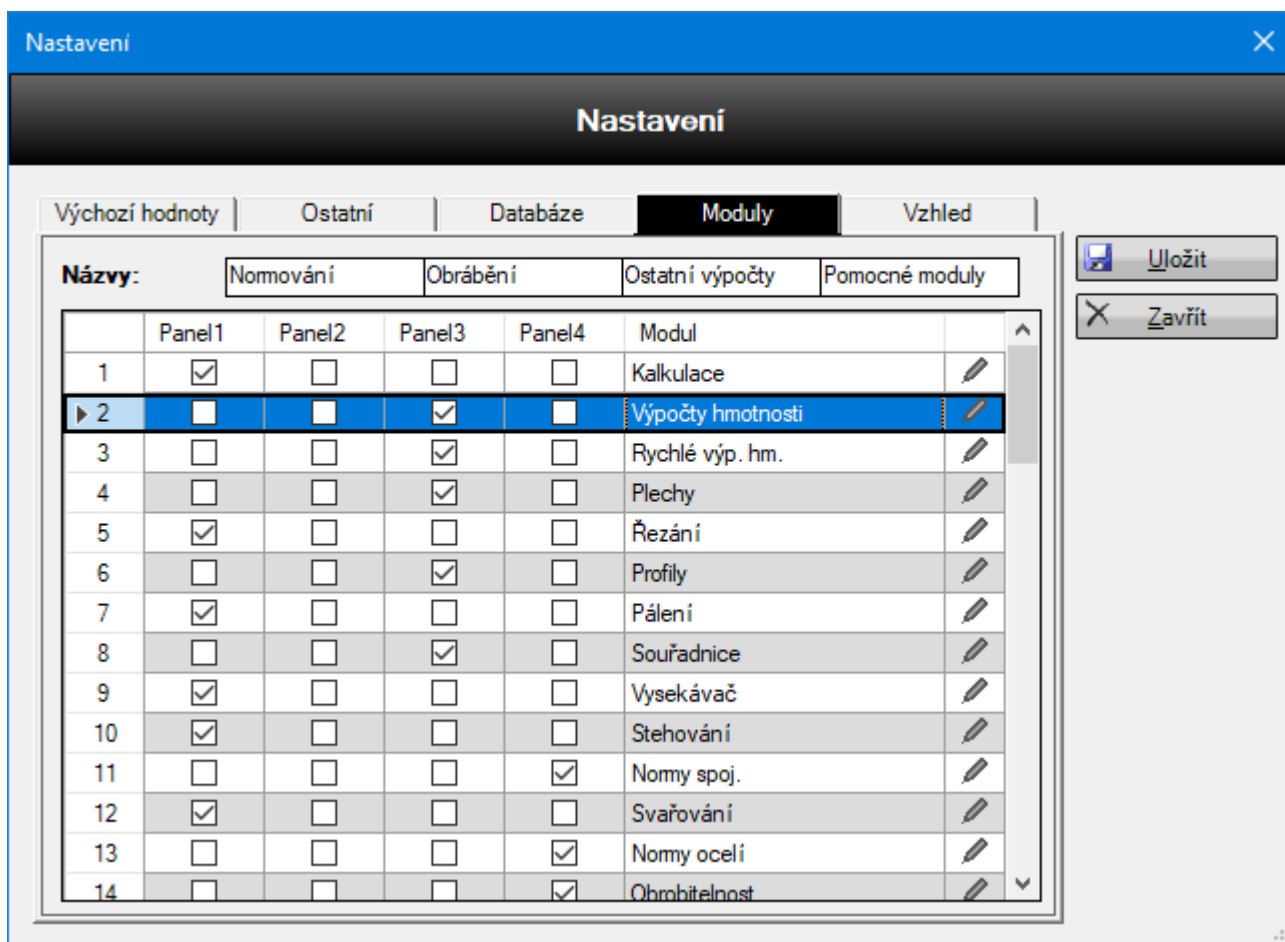 Nastavení
Nastavení
Výchozí hodnoty Ostatní Databáze Moduly Vzhled
Názvy: Normování Obrábění Ostatní výpočty Pomocné moduly
Uložit
Zavřít
Panel1 Panel2 Panel3 Panel4 Modul
1 Kalkulace
2 Výpočty hmotnosti
3 Rychlé výp. hm.
4 Plechy
5 Řezání
6 Profily
7 Pálení
8 Souřadnice
9 Vysekávač
10 Stehování
11 Normy spoj.
12 Svařování
13 Normy ocelí
14 Obrobitelnost